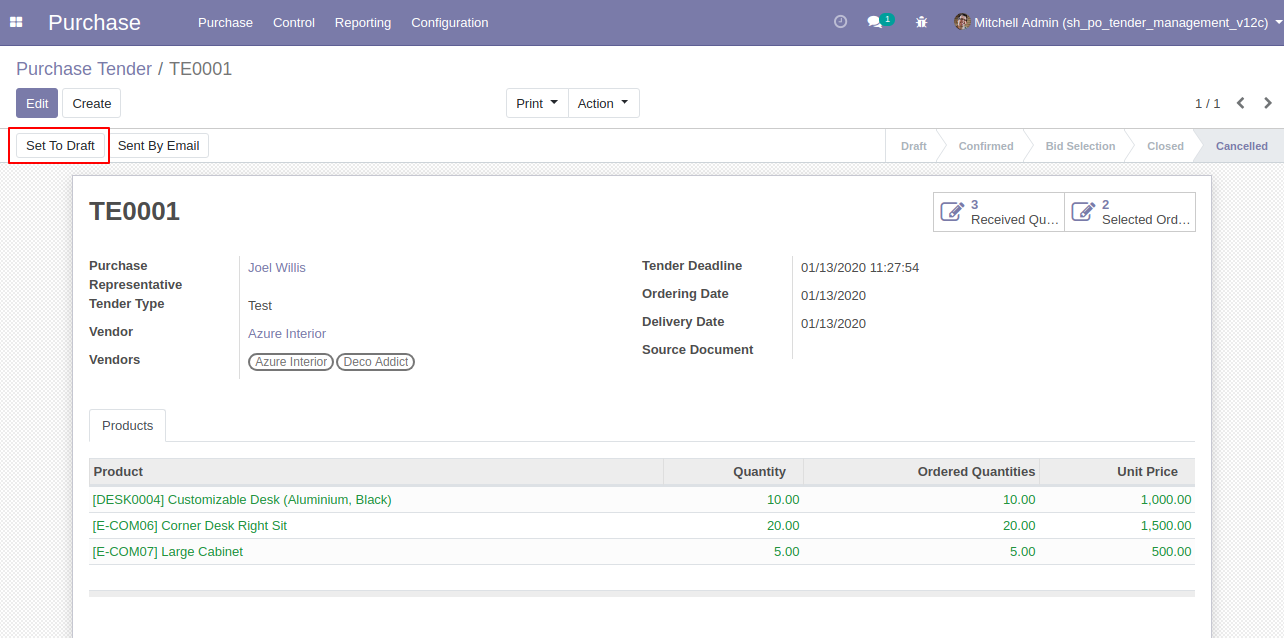 Purchase Purchase Control Reporting Configuration 1 Mitchell Admin (sh_po_tender_management_v12c)
Purchase Tender / TE0001
Edit Create Print Action 1 / 1
Set To Draft Sent By Email Draft Confirmed Bid Selection Closed Cancelled
TE0001
3 Received Qu...
2 Selected Ord...
Purchase Representative Joel Willis
Tender Type Test
Vendor Azure Interior
Vendors Azure Interior Deco Addict
Tender Deadline 01/13/2020 11:27:54
Ordering Date 01/13/2020
Delivery Date 01/13/2020
Source Document
Products
Product Quantity Ordered Quantities Unit Price
[DESK0004] Customizable Desk (Aluminium, Black) 10.00 10.00 1,000.00
[E-COM06] Corner Desk Right Sit 20.00 20.00 1,500.00
[E-COM07] Large Cabinet 5.00 5.00 500.00